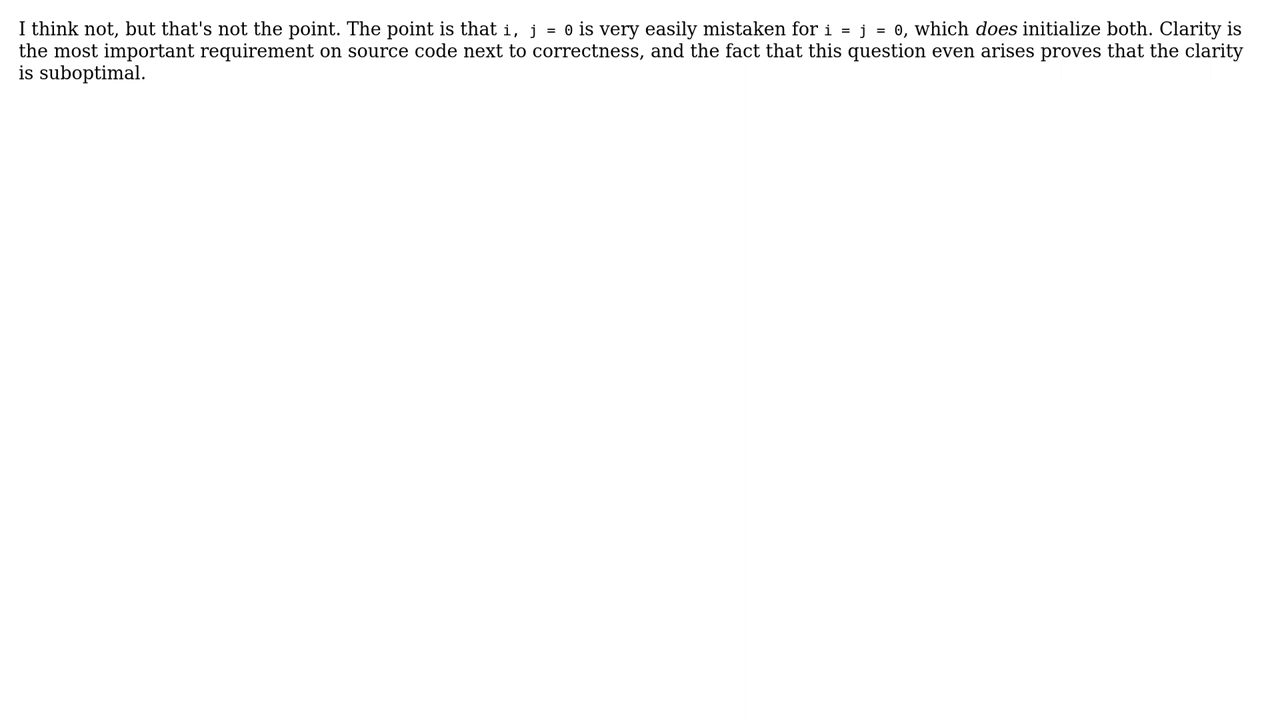 I think not, but that's not the point. The point is that i, j = 0 is very easily mistaken for i = j = 0, which does initialize both. Clarity is
the most important requirement on source code next to correctness, and the fact that this question even arises proves that the clarity
is suboptimal.